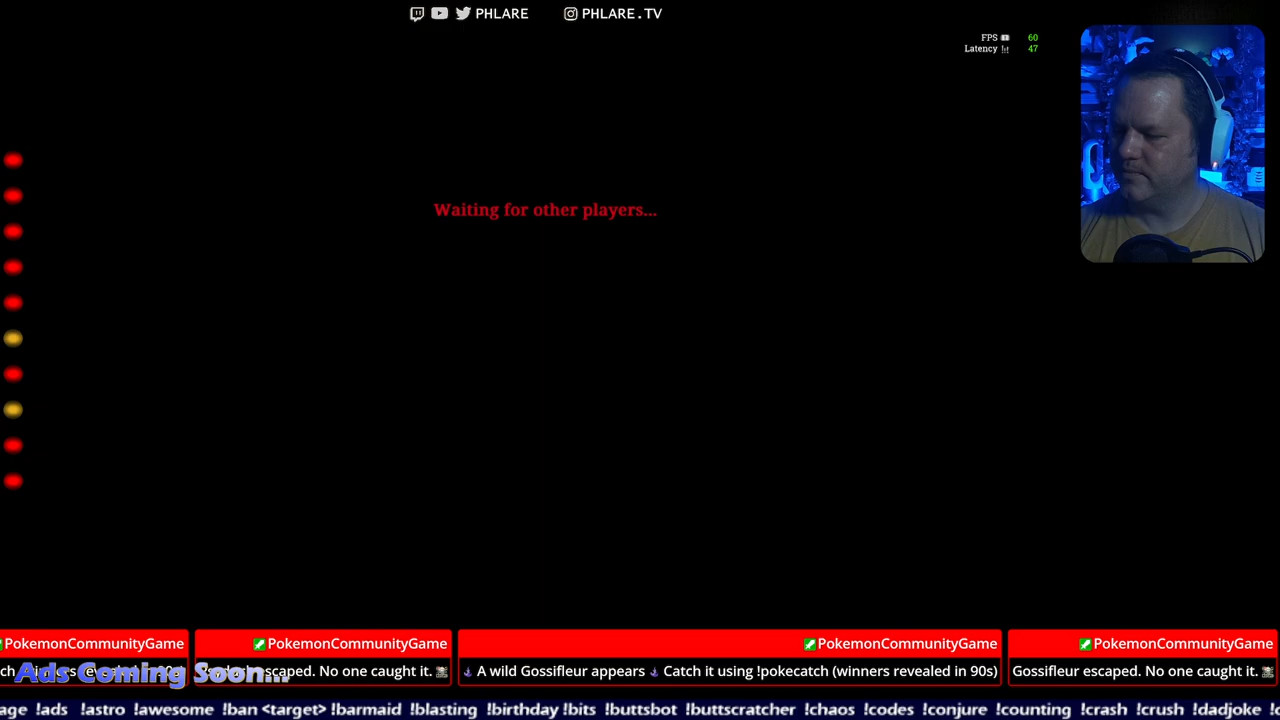 PHLARE PHLARE.TV
FPS 60
Latency 47
Waiting for other players...
PokemonCommunityGame PokemonCommunityGame PokemonCommunityGame PokemonCommunityGame
Ads Coming Soon...
escaped. No one caught it. A wild Gossifleur appears Catch it using !pokecatch (winners revealed in 90s) Gossifleur escaped. No one caught it.
age !ads !astro !awesome !ban <target> !barmaid !blasting !birthday !bits !buttsbot !buttscratcher !chaos !codes !conjure !counting !crash !crush !dadjoke